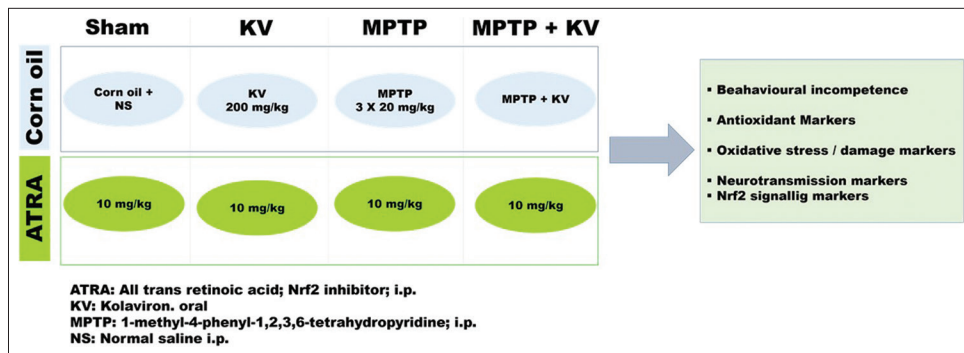 Sham KV MPTP MPTP + KV
Corn oil
Corn oil +
NS
KV
200 mg/kg
MPTP
3 X 20 mg/kg
MPTP + KV
ATRA
10 mg/kg 10 mg/kg 10 mg/kg 10 mg/kg
▪ Beahavioural incompetence
▪ Antioxidant Markers
▪ Oxidative stress / damage markers
▪ Neurotransmission markers
▪ Nrf2 signallig markers
ATRA: All trans retinoic acid; Nrf2 inhibitor; i.p.
KV: Kolaviron. oral
MPTP: 1-methyl-4-phenyl-1,2,3,6-tetrahydropyridine; i.p.
NS: Normal saline i.p.